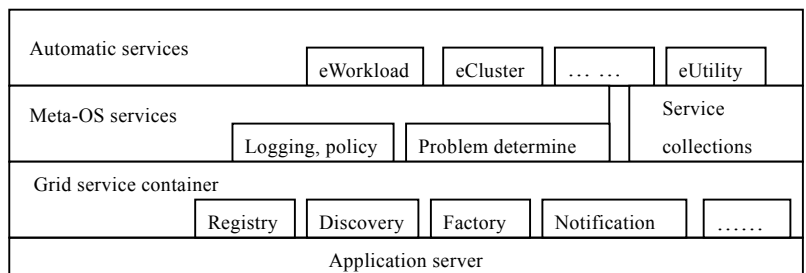 Automatic services
eWorkload eCluster … … eUtility
Meta-OS services
Service
collections
Logging, policy Problem determine
Grid service container
Registry Discovery Factory Notification ……
Application server